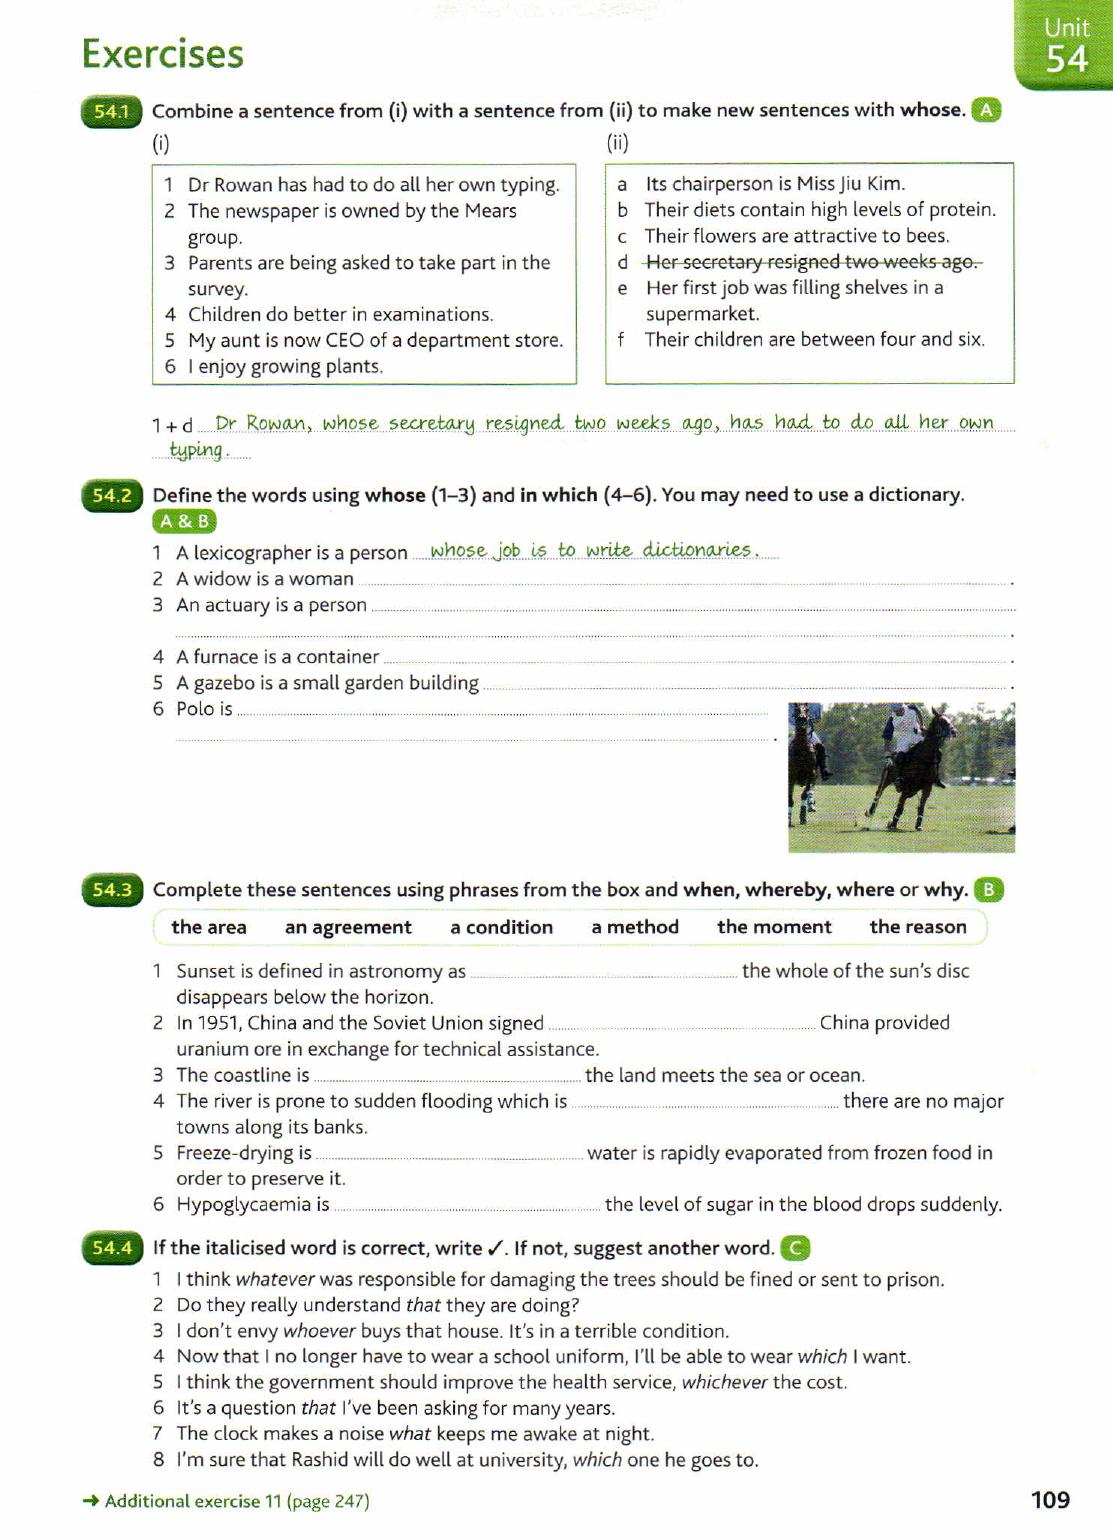 Exercises
Unit
54
54.1 Combine a sentence from (i) with a sentence from (ii) to make new sentences with whose. A
(i)
1 Dr Rowan has had to do all her own typing.
2 The newspaper is owned by the Mears
group.
3 Parents are being asked to take part in the
survey.
4 Children do better in examinations.
5 My aunt is now CEO of a department store.
6 I enjoy growing plants.
(ii)
a Its chairperson is Miss Jiu Kim.
b Their diets contain high levels of protein.
c Their flowers are attractive to bees.
d Her secretary resigned two weeks ago.
e Her first job was filling shelves in a
supermarket.
f Their children are between four and six.
1 + d Dr Rowan, whose secretary resigned two weeks ago, has had to do all her own
typing.
54.2 Define the words using whose (1–3) and in which (4–6). You may need to use a dictionary.
A & B
1 A lexicographer is a person whose job is to write dictionaries.
2 A widow is a woman .
3 An actuary is a person
.
4 A furnace is a container .
5 A gazebo is a small garden building .
6 Polo is
.
54.3 Complete these sentences using phrases from the box and when, whereby, where or why. B
the area an agreement a condition a method the moment the reason
1 Sunset is defined in astronomy as the whole of the sun's disc
disappears below the horizon.
2 In 1951, China and the Soviet Union signed China provided
uranium ore in exchange for technical assistance.
3 The coastline is the land meets the sea or ocean.
4 The river is prone to sudden flooding which is there are no major
towns along its banks.
5 Freeze-drying is water is rapidly evaporated from frozen food in
order to preserve it.
6 Hypoglycaemia is the level of sugar in the blood drops suddenly.
54.4 If the italicised word is correct, write ✓. If not, suggest another word. C
1 I think whatever was responsible for damaging the trees should be fined or sent to prison.
2 Do they really understand that they are doing?
3 I don't envy whoever buys that house. It's in a terrible condition.
4 Now that I no longer have to wear a school uniform, I'll be able to wear which I want.
5 I think the government should improve the health service, whichever the cost.
6 It's a question that I've been asking for many years.
7 The clock makes a noise what keeps me awake at night.
8 I'm sure that Rashid will do well at university, which one he goes to.
➜ Additional exercise 11 (page 247)
109